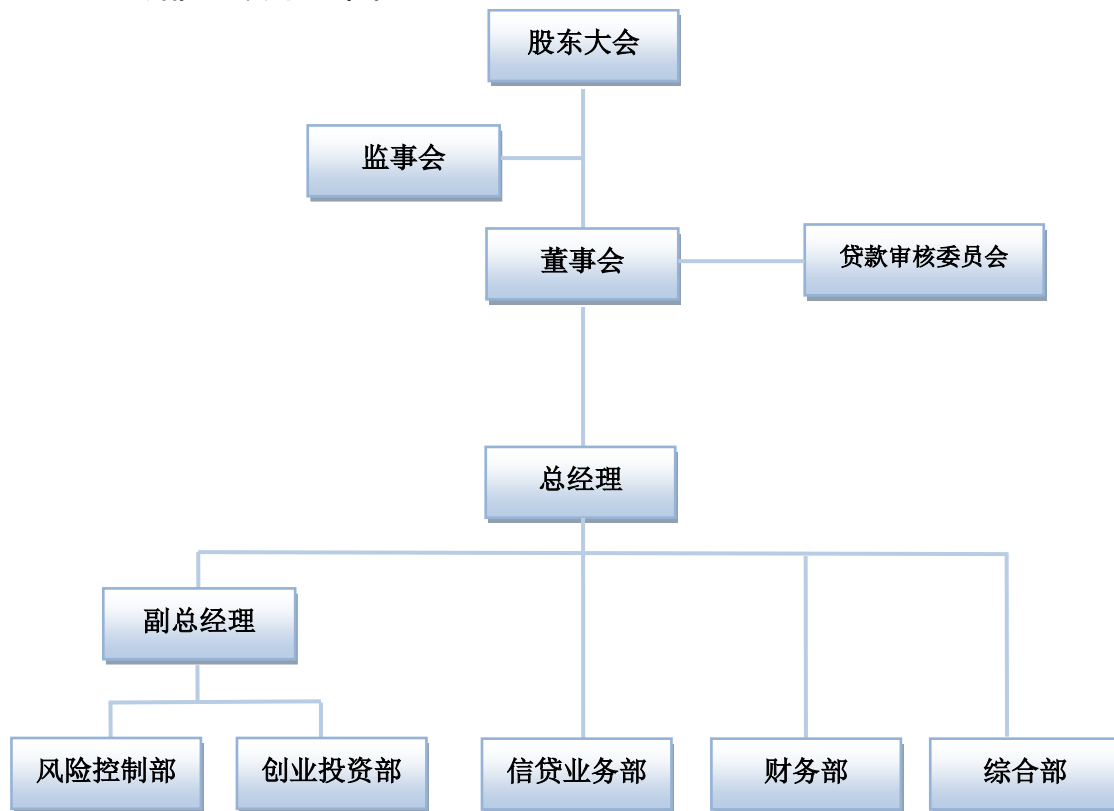 股东大会
监事会
董事会
贷款审核委员会
总经理
副总经理
风险控制部
创业投资部
信贷业务部
财务部
综合部